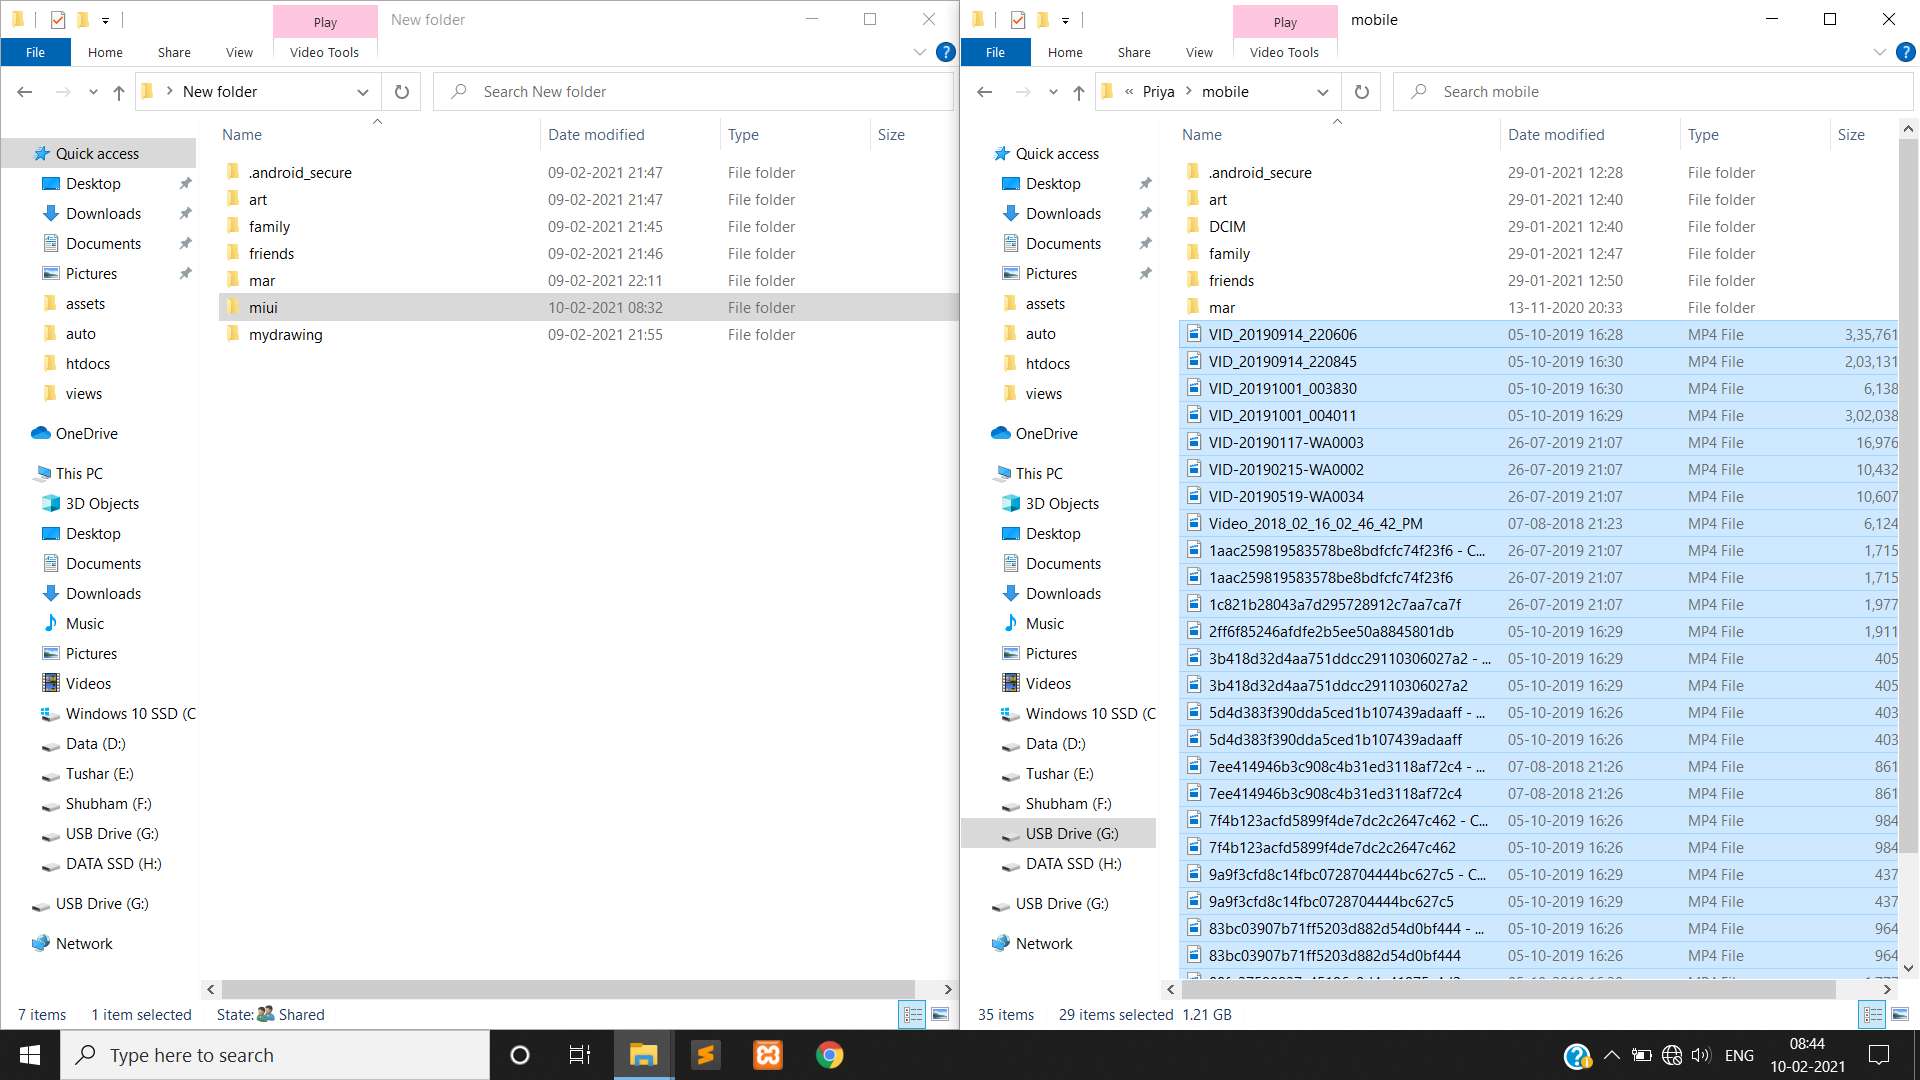 Play New folder
File Home Share View Video Tools
New folder Search New folder
Name Date modified Type Size
Quick access
Desktop
Downloads
Documents
Pictures
assets
auto
htdocs
views
OneDrive
This PC
3D Objects
Desktop
Documents
Downloads
Music
Pictures
Videos
Windows 10 SSD (C
Data (D:)
Tushar (E:)
Shubham (F:)
USB Drive (G:)
DATA SSD (H:)
USB Drive (G:)
Network
.android_secure 09-02-2021 21:47 File folder
art 09-02-2021 21:47 File folder
family 09-02-2021 21:45 File folder
friends 09-02-2021 21:46 File folder
mar 09-02-2021 22:11 File folder
miui 10-02-2021 08:32 File folder
mydrawing 09-02-2021 21:55 File folder
7 items 1 item selected State: Shared
Play mobile
File Home Share View Video Tools
« Priya mobile Search mobile
Name Date modified Type Size
Quick access
Desktop
Downloads
Documents
Pictures
assets
auto
htdocs
views
OneDrive
This PC
3D Objects
Desktop
Documents
Downloads
Music
Pictures
Videos
Windows 10 SSD (C
Data (D:)
Tushar (E:)
Shubham (F:)
USB Drive (G:)
DATA SSD (H:)
USB Drive (G:)
Network
.android_secure 29-01-2021 12:28 File folder
art 29-01-2021 12:40 File folder
DCIM 29-01-2021 12:40 File folder
family 29-01-2021 12:47 File folder
friends 29-01-2021 12:50 File folder
mar 13-11-2020 20:33 File folder
VID_20190914_220606 05-10-2019 16:28 MP4 File 3,35,761
VID_20190914_220845 05-10-2019 16:30 MP4 File 2,03,131
VID_20191001_003830 05-10-2019 16:30 MP4 File 6,138
VID_20191001_004011 05-10-2019 16:29 MP4 File 3,02,038
VID-20190117-WA0003 26-07-2019 21:07 MP4 File 16,976
VID-20190215-WA0002 26-07-2019 21:07 MP4 File 10,432
VID-20190519-WA0034 26-07-2019 21:07 MP4 File 10,607
Video_2018_02_16_02_46_42_PM 07-08-2018 21:23 MP4 File 6,124
1aac259819583578be8bdfcfc74f23f6 - C... 26-07-2019 21:07 MP4 File 1,715
1aac259819583578be8bdfcfc74f23f6 26-07-2019 21:07 MP4 File 1,715
1c821b28043a7d295728912c7aa7ca7f 26-07-2019 21:07 MP4 File 1,977
2ff6f85246afdfe2b5ee50a8845801db 05-10-2019 16:29 MP4 File 1,911
3b418d32d4aa751ddcc29110306027a2 - ... 05-10-2019 16:29 MP4 File 405
3b418d32d4aa751ddcc29110306027a2 05-10-2019 16:29 MP4 File 405
5d4d383f390dda5ced1b107439adaaff - ... 05-10-2019 16:26 MP4 File 403
5d4d383f390dda5ced1b107439adaaff 05-10-2019 16:26 MP4 File 403
7ee414946b3c908c4b31ed3118af72c4 - ... 07-08-2018 21:26 MP4 File 861
7ee414946b3c908c4b31ed3118af72c4 07-08-2018 21:26 MP4 File 861
7f4b123acfd5899f4de7dc2c2647c462 - C... 05-10-2019 16:26 MP4 File 984
7f4b123acfd5899f4de7dc2c2647c462 05-10-2019 16:26 MP4 File 984
9a9f3cfd8c14fbc0728704444bc627c5 - C... 05-10-2019 16:29 MP4 File 437
9a9f3cfd8c14fbc0728704444bc627c5 05-10-2019 16:29 MP4 File 437
83bc03907b71ff5203d882d54d0bf444 - ... 05-10-2019 16:26 MP4 File 964
83bc03907b71ff5203d882d54d0bf444 05-10-2019 16:26 MP4 File 964
35 items 29 items selected 1.21 GB
Type here to search
ENG
08:44
10-02-2021